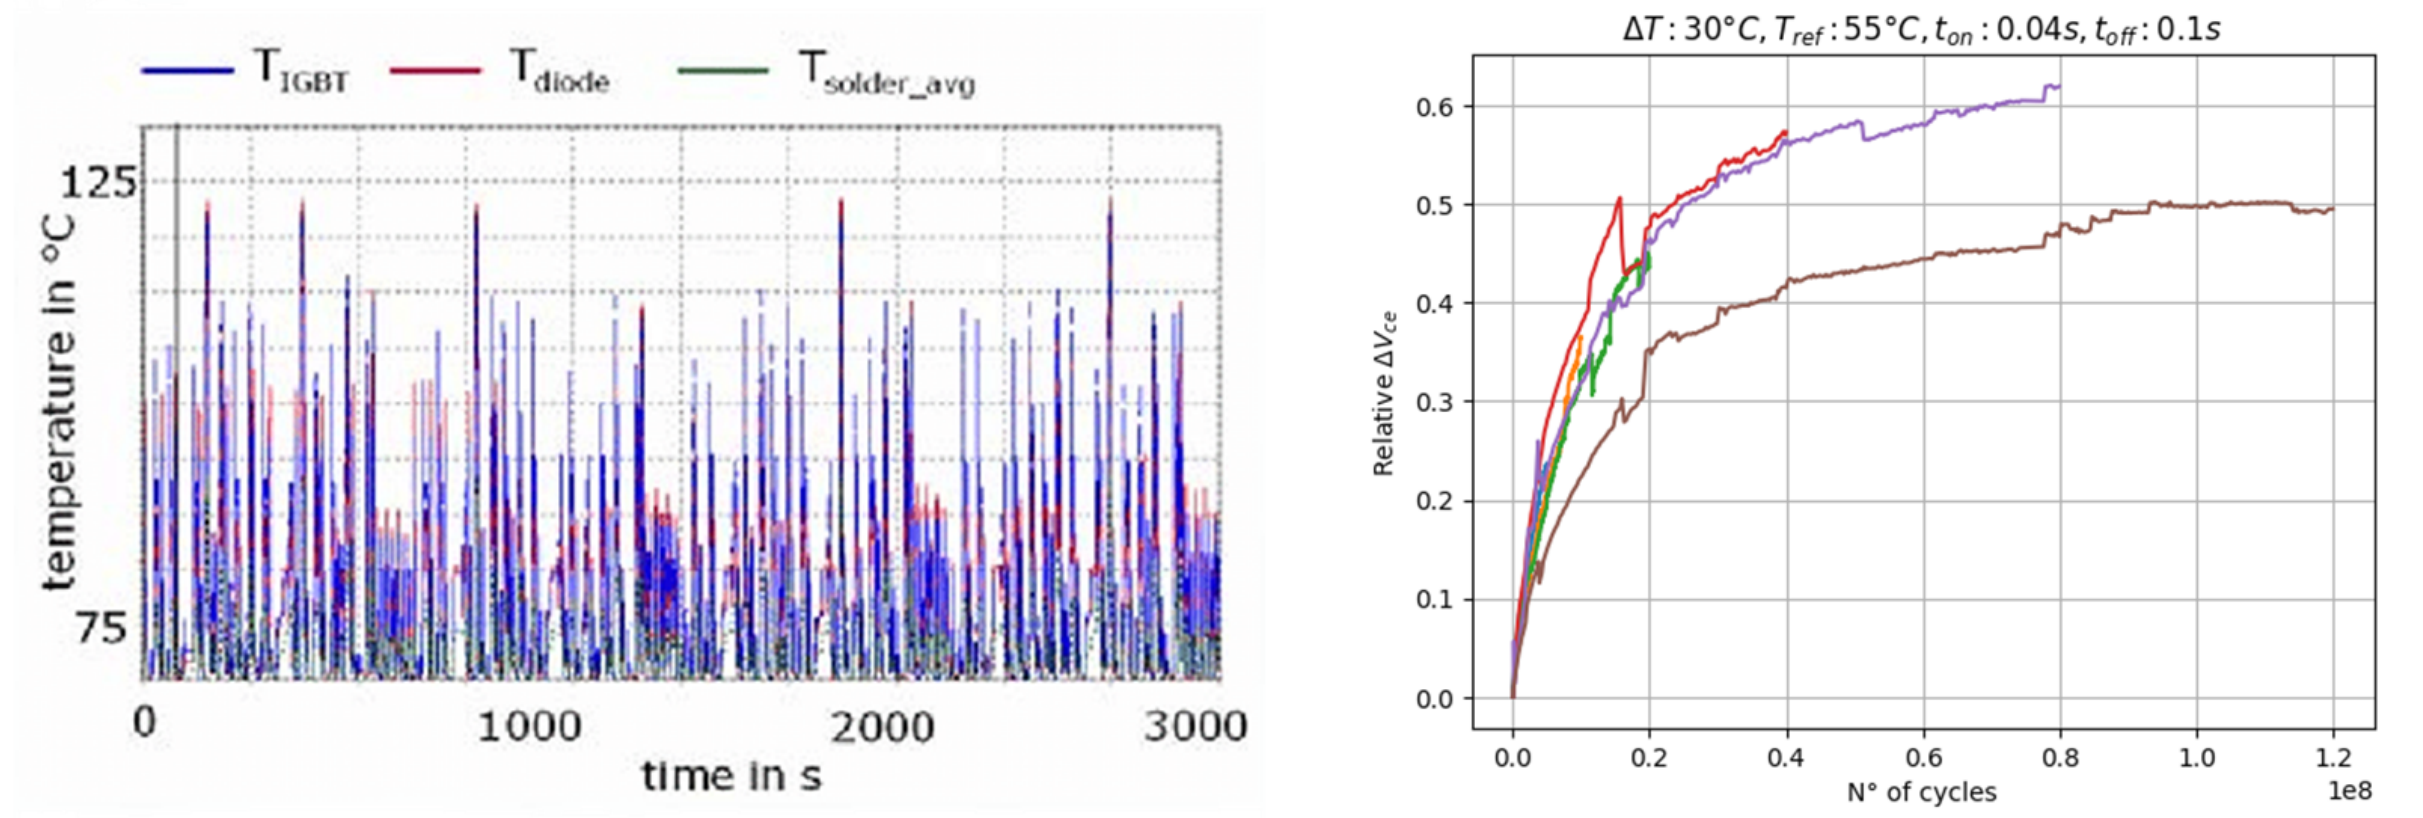 T_IGBT T_diode T_solder_avg
125
75
temperature in °C
0 1000 2000 3000
time in s
ΔT : 30°C, T_ref : 55°C, t_on : 0.04s, t_off : 0.1s
0.6
0.5
0.4
0.3
0.2
0.1
0.0
Relative ΔV_ce
0.0 0.2 0.4 0.6 0.8 1.0 1.2
N° of cycles
1e8